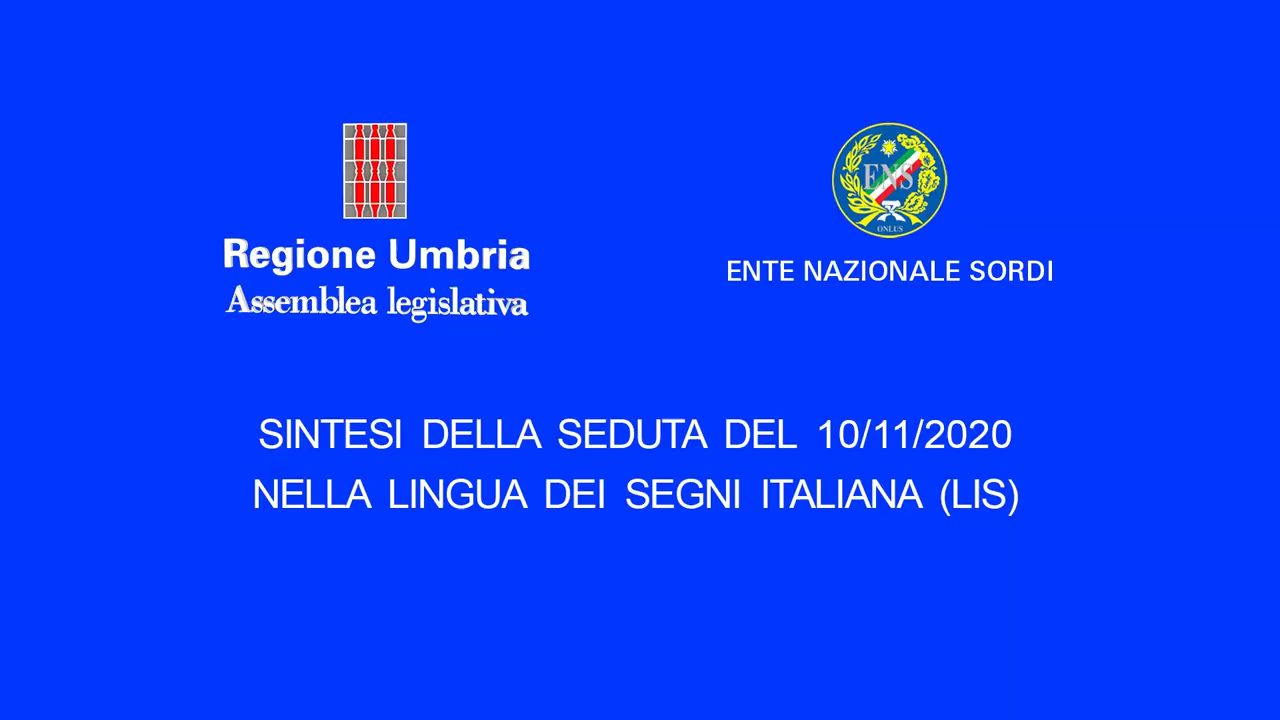 Regione Umbria
Assemblea legislativa
ENS
ONLUS
ENTE NAZIONALE SORDI
SINTESI DELLA SEDUTA DEL 10/11/2020
NELLA LINGUA DEI SEGNI ITALIANA (LIS)